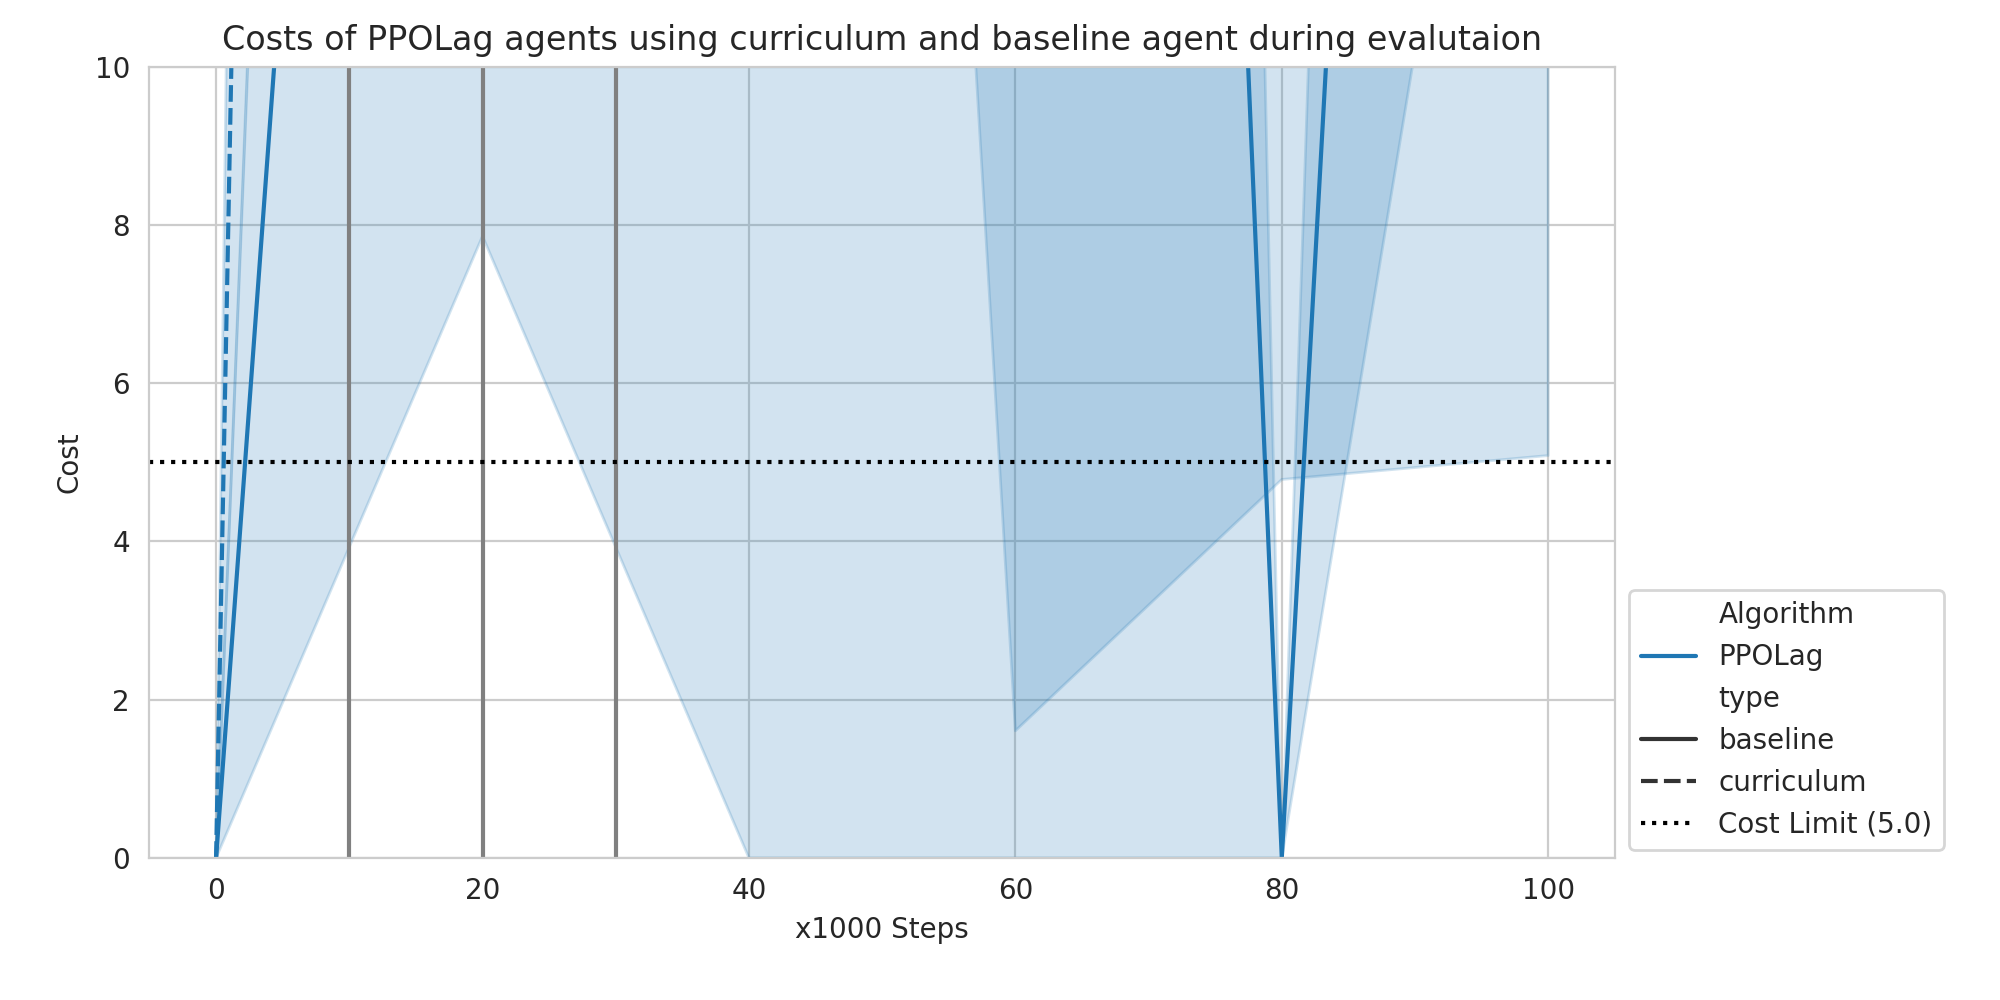 Costs of PPOLag agents using curriculum and baseline agent during evalutaion
10
8
6
4
2
0
Cost
0 20 40 60 80 100
x1000 Steps
Algorithm
PPOLag
type
baseline
curriculum
Cost Limit (5.0)